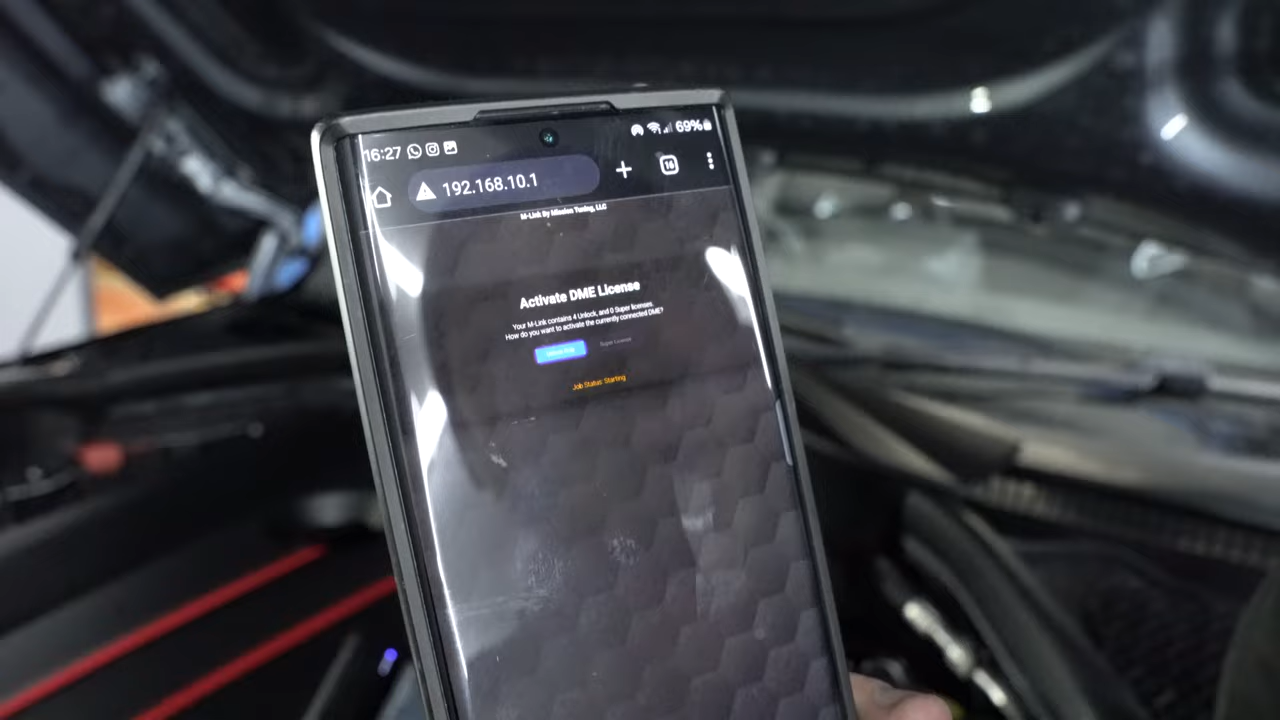 16:27
69%
192.168.10.1
16
M-Link By Mission Tuning, LLC
Activate DME License
Your M-Link contains 4 Unlock, and 0 Super licenses.
How do you want to activate the currently connected DME?
Super License
Job Status: Starting